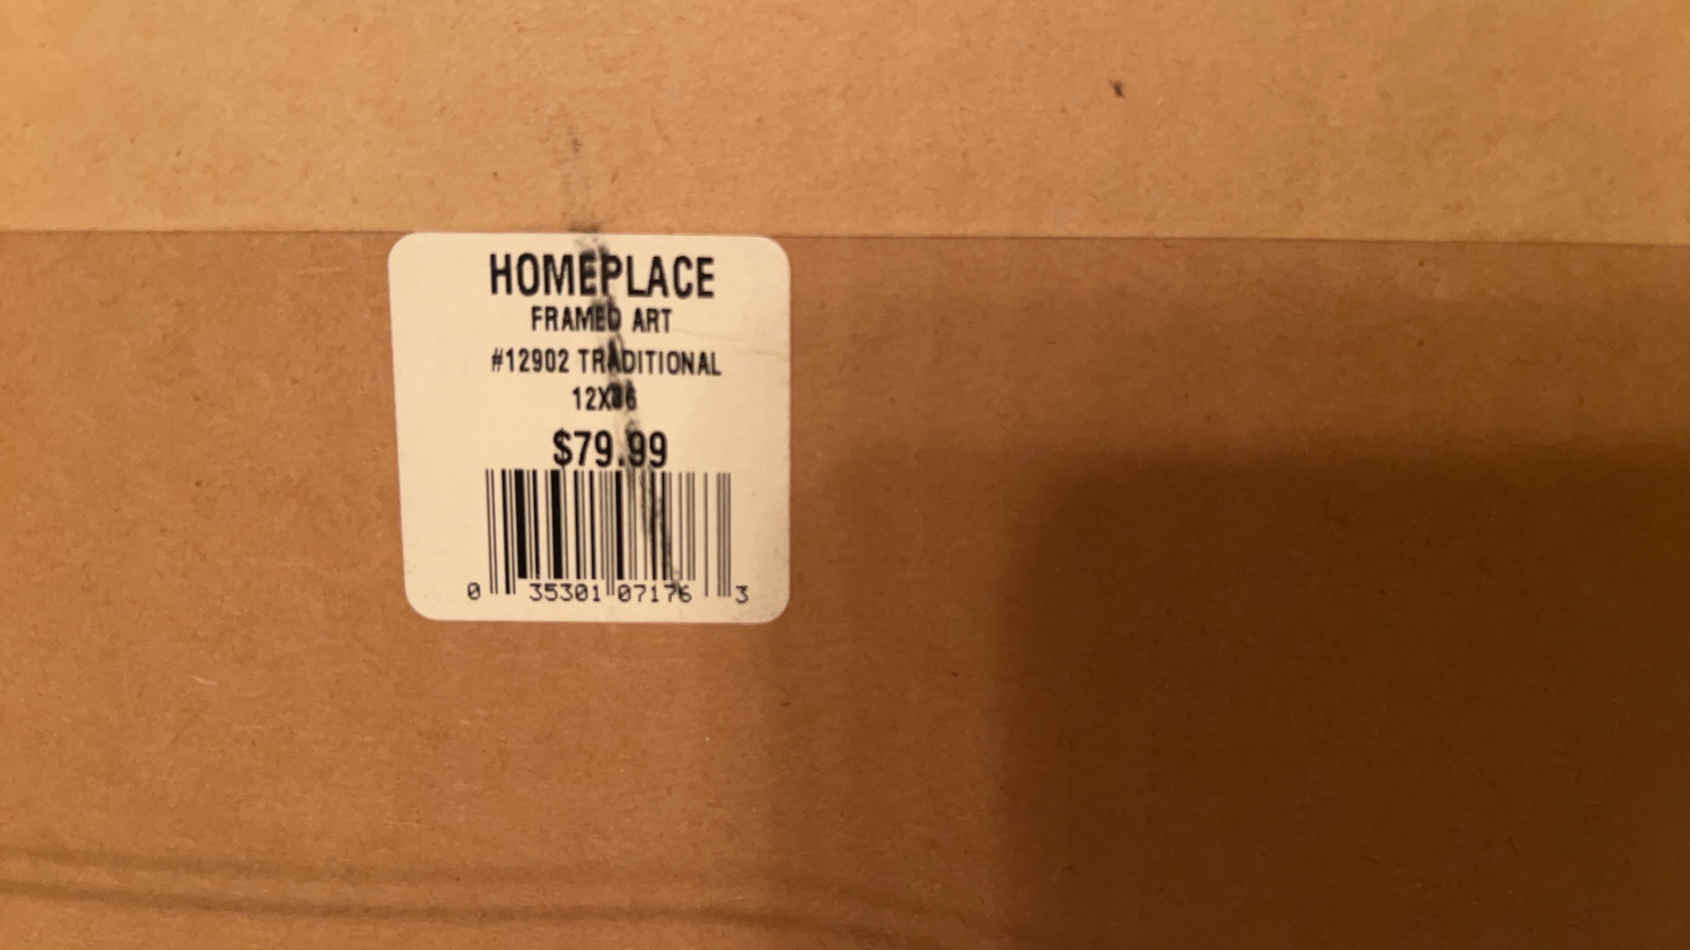 HOMEPLACE
FRAMED ART
#12902 TRADITIONAL
$79.99
0 35301 07176 3